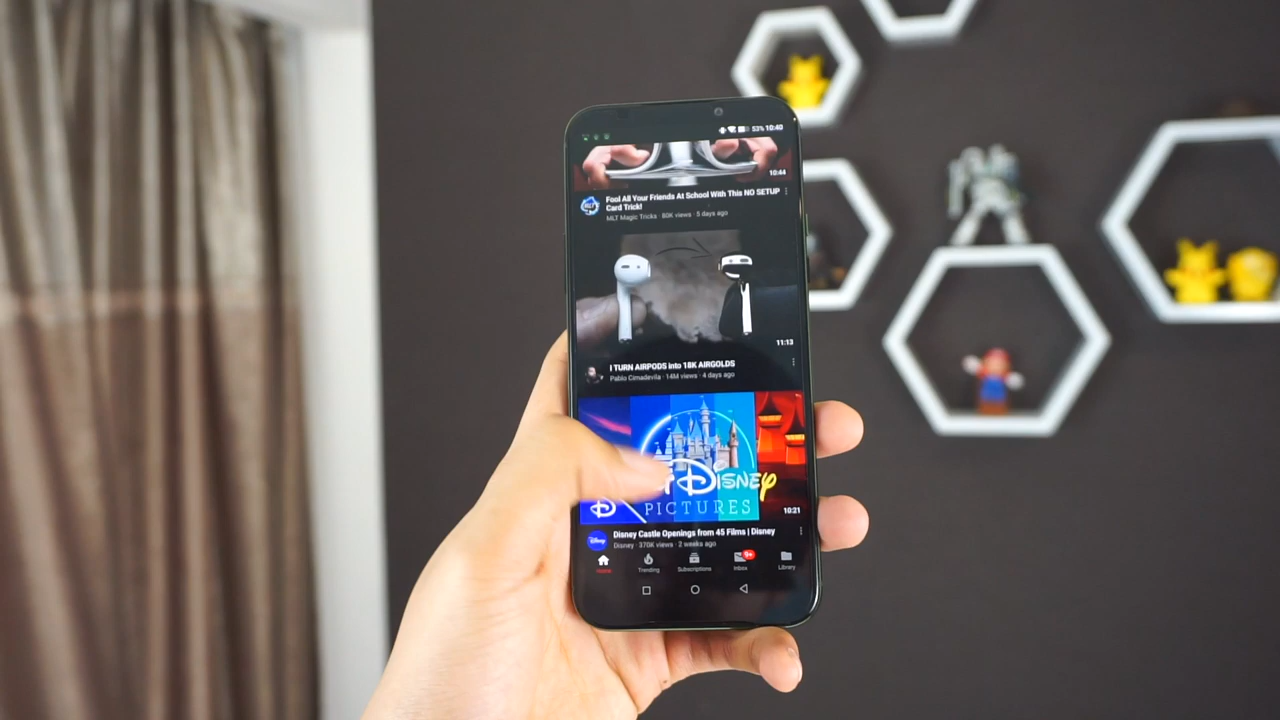 53% 10:40
10:44
Fool All Your Friends At School With This NO SETUP
Card Trick!
MLT Magic Tricks · 80K views · 5 days ago
11:13
I TURN AIRPODS into 18K AIRGOLDS
Pablo Cimadevila · 14M views · 4 days ago
DISNEY
PICTURES
10:21
Disney Castle Openings from 45 Films | Disney
Disney · 370K views · 2 weeks ago
9+
Home
Trending
Subscriptions
Inbox
Library